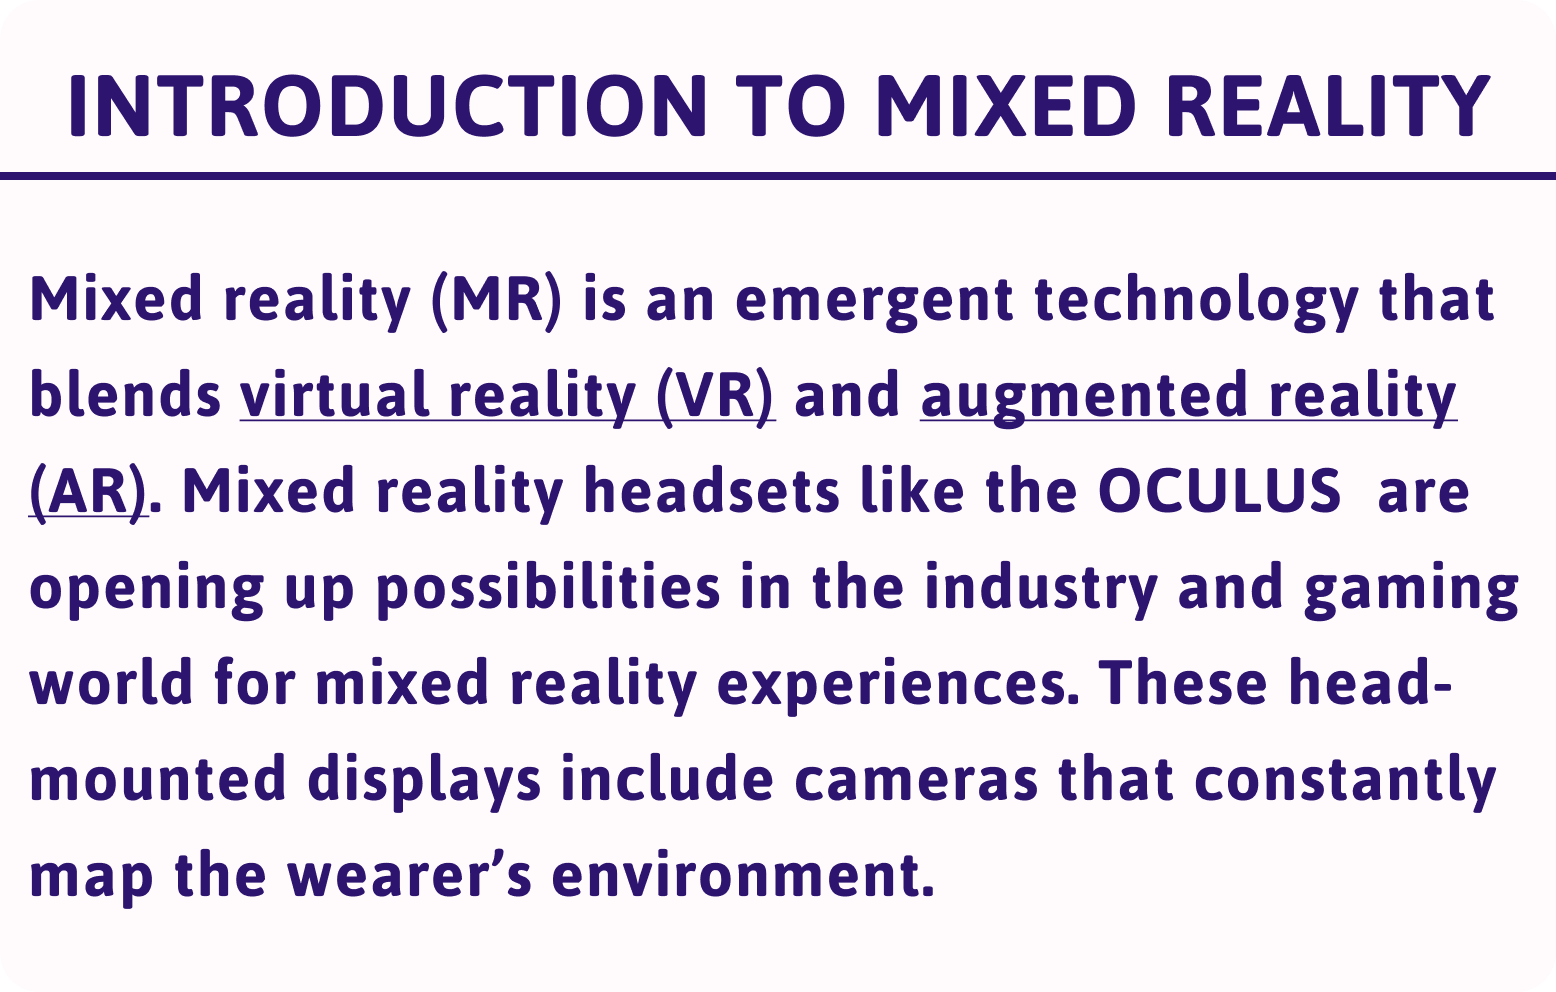 INTRODUCTION TO MIXED REALITY
Mixed reality (MR) is an emergent technology that
blends virtual reality (VR) and augmented reality
(AR). Mixed reality headsets like the OCULUS  are
opening up possibilities in the industry and gaming
world for mixed reality experiences. These head-
mounted displays include cameras that constantly
map the wearer’s environment.